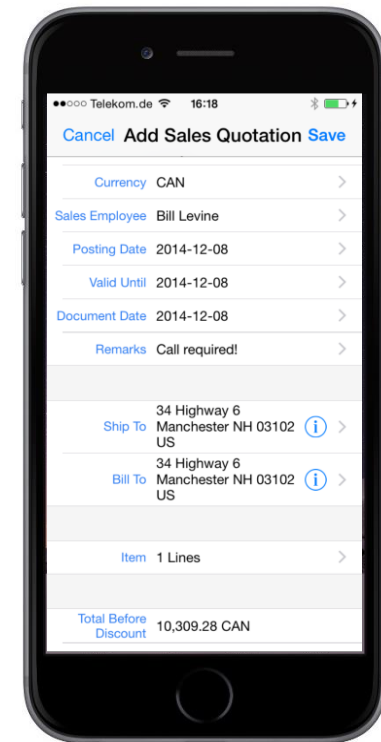 Telekom.de 16:18
Cancel Add Sales Quotation Save
Currency CAN
Sales Employee Bill Levine
Posting Date 2014-12-08
Valid Until 2014-12-08
Document Date 2014-12-08
Remarks Call required!
Ship To 34 Highway 6
Manchester NH 03102
US
Bill To 34 Highway 6
Manchester NH 03102
US
Item 1 Lines
Total Before
Discount 10,309.28 CAN